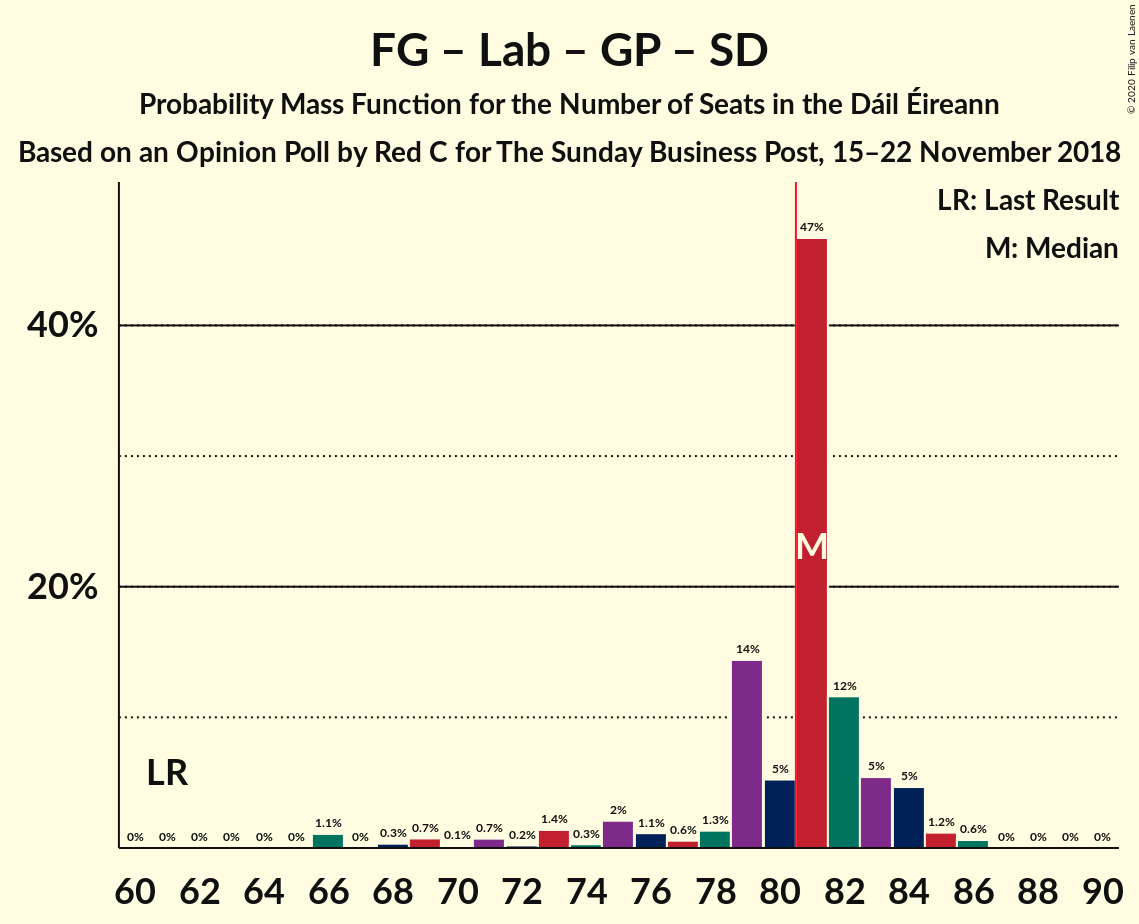 FG – Lab – GP – SD
Probability Mass Function for the Number of Seats in the Dáil Éireann
Based on an Opinion Poll by Red C for The Sunday Business Post, 15–22 November 2018
© 2020 Filip van Laenen
LR: Last Result
M: Median
47%
40%
M
20%
14%
12%
LR
5%
5%
5%
0% 0% 0% 0% 0% 0% 1.1% 0% 0.3% 0.7% 0.1% 0.7% 0.2% 1.4% 0.3% 2% 1.1% 0.6% 1.3% 1.2% 0.6% 0% 0% 0% 0%
60 62 64 66 68 70 72 74 76 78 80 82 84 86 88 90